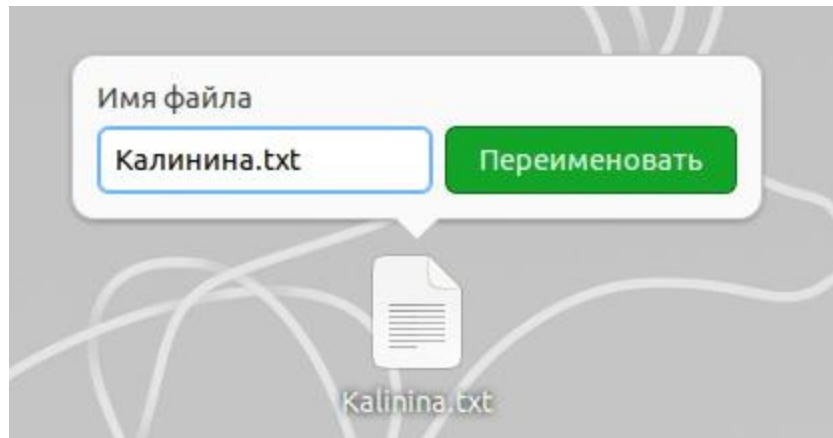 Имя файла
Калинина.txt
Переименовать
Kalinina.txt